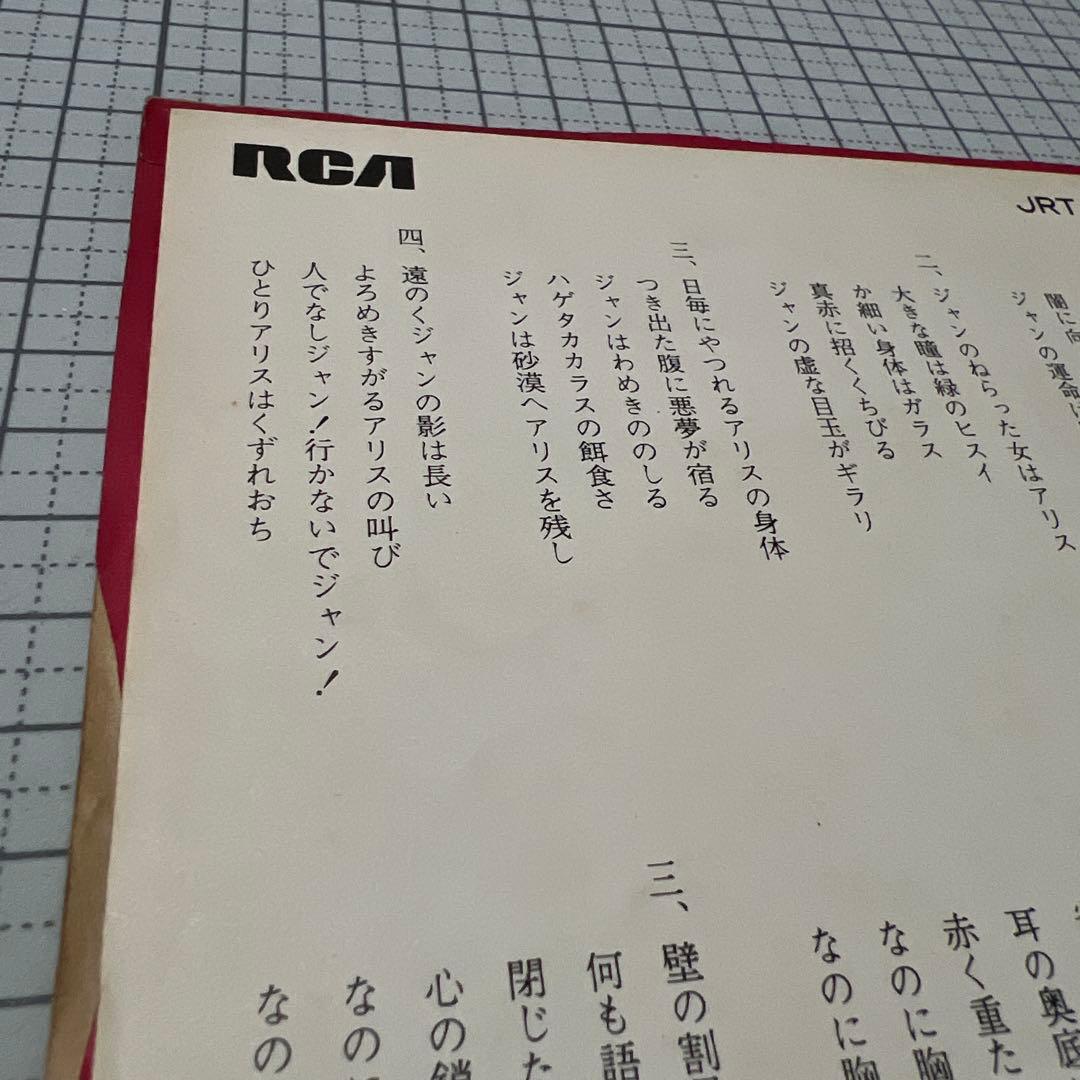 RCA
JRT
闇に向
ジャンの運命は
二、ジャンのねらった女はアリス
大きな瞳は緑のヒスイ
か細い身体はガラス
真赤に招くくちびる
ジャンの虚な目玉がギラリ
三、日毎にやつれるアリスの身体
つき出た腹に悪夢が宿る
ジャンはわめきののしる
ハゲタカカラスの餌食さ
ジャンは砂漠へアリスを残し
四、遠のくジャンの影は長い
よろめきすがるアリスの叫び
人でなしジャン!行かないでジャン!
ひとりアリスはくずれおち
耳の奥底
赤く重た
なのに胸
なのに胸
三、壁の割
何も語
閉じた
心の鎖
なの
なの